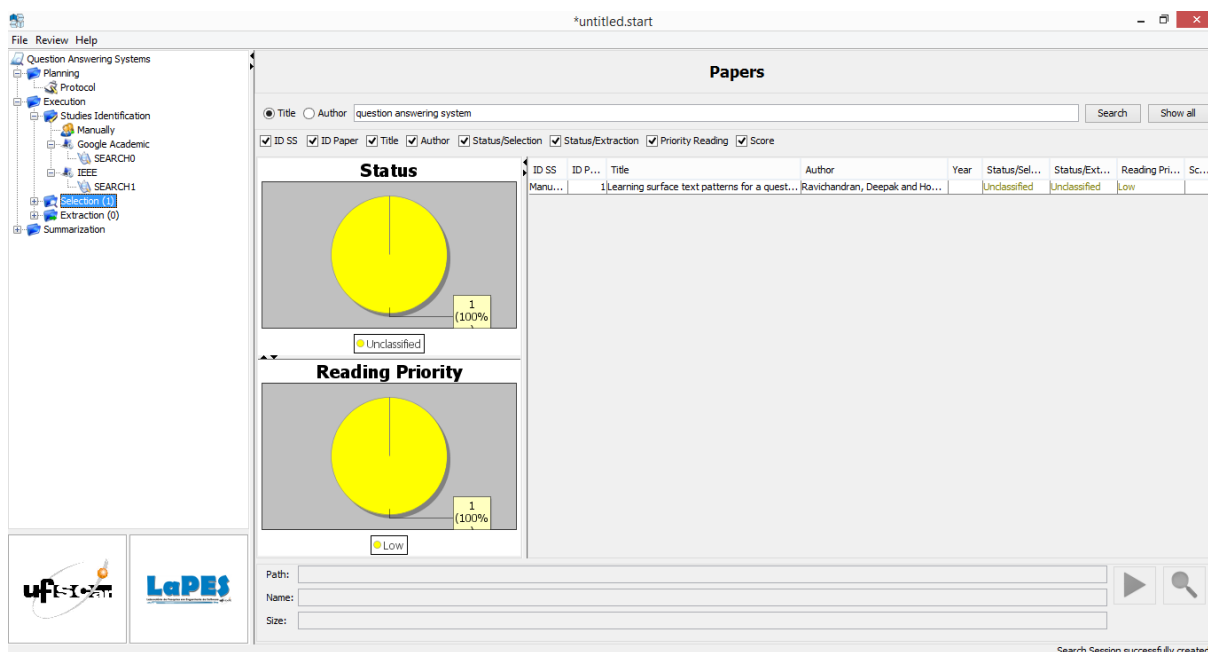 *untitled.start
File Review Help
Question Answering Systems
Planning
Protocol
Execution
Studies Identification
Manually
Google Academic
SEARCH0
IEEE
SEARCH1
Selection (1)
Extraction (0)
Summarization
Papers
Title Author question answering system Search Show all
ID SS ID Paper Title Author Status/Selection Status/Extraction Priority Reading Score
Status
1
(100%
)
Unclassified
Reading Priority
1
(100%
)
Low
ID SS ID P... Title Author Year Status/Sel... Status/Ext... Reading Pri... Sc...
Manu... 1 Learning surface text patterns for a quest... Ravichandran, Deepak and Ho... Unclassified Unclassified Low
ufscar
LaPES
Path:
Name:
Size:
Search Session successfully created